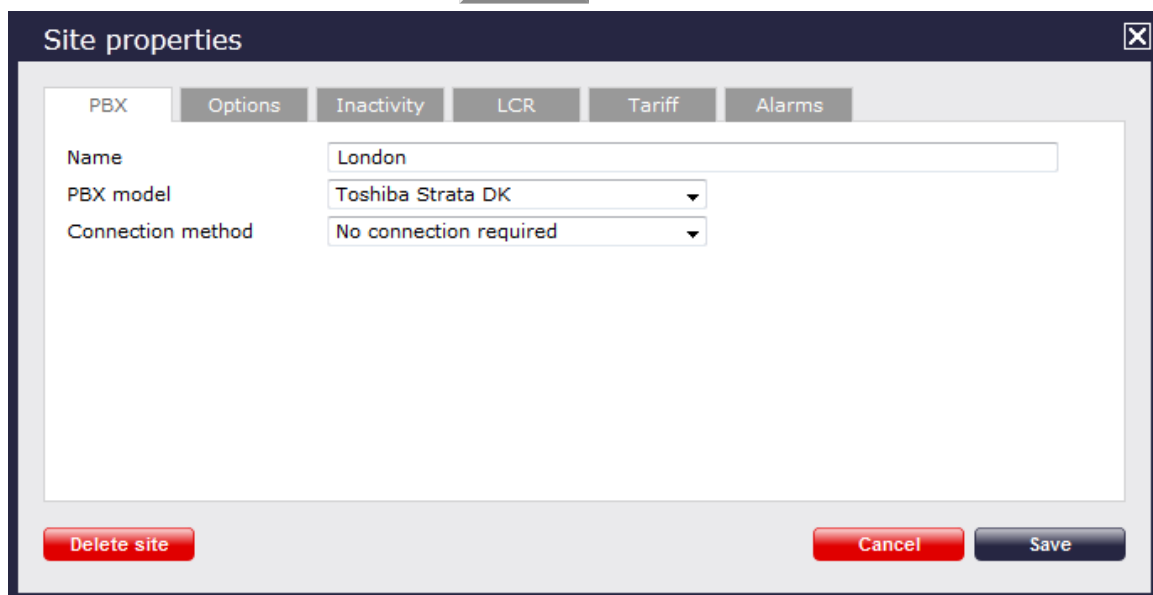 Site properties
PBX Options Inactivity LCR Tariff Alarms
Name London
PBX model Toshiba Strata DK
Connection method No connection required
Delete site Cancel Save